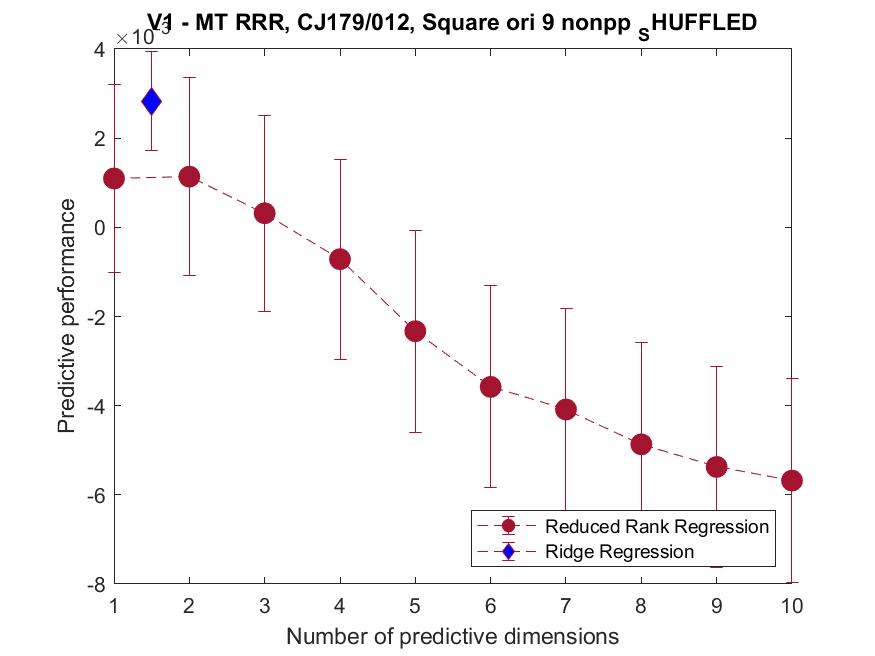 V1 - MT RRR, CJ179/012, Square ori 9 nonpp SHUFFLED
×10-3
4
2
0
-2
-4
-6
-8
Predictive performance
Reduced Rank Regression
Ridge Regression
1 2 3 4 5 6 7 8 9 10
Number of predictive dimensions